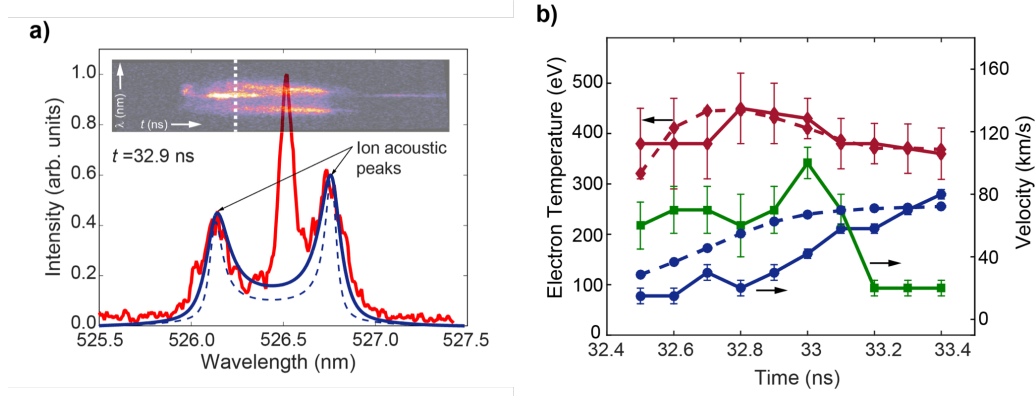 a)
Intensity (arb. units)
1.0
0.8
0.6
0.4
0.2
0.0
λ (nm)
t (ns)
t =32.9 ns
Ion acoustic
peaks
525.5
526.0
526.5
527.0
527.5
Wavelength (nm)
b)
Electron Temperature (eV)
500
400
300
200
100
0
Velocity (km/s)
160
120
80
40
0
32.4
32.6
32.8
33
33.2
33.4
Time (ns)